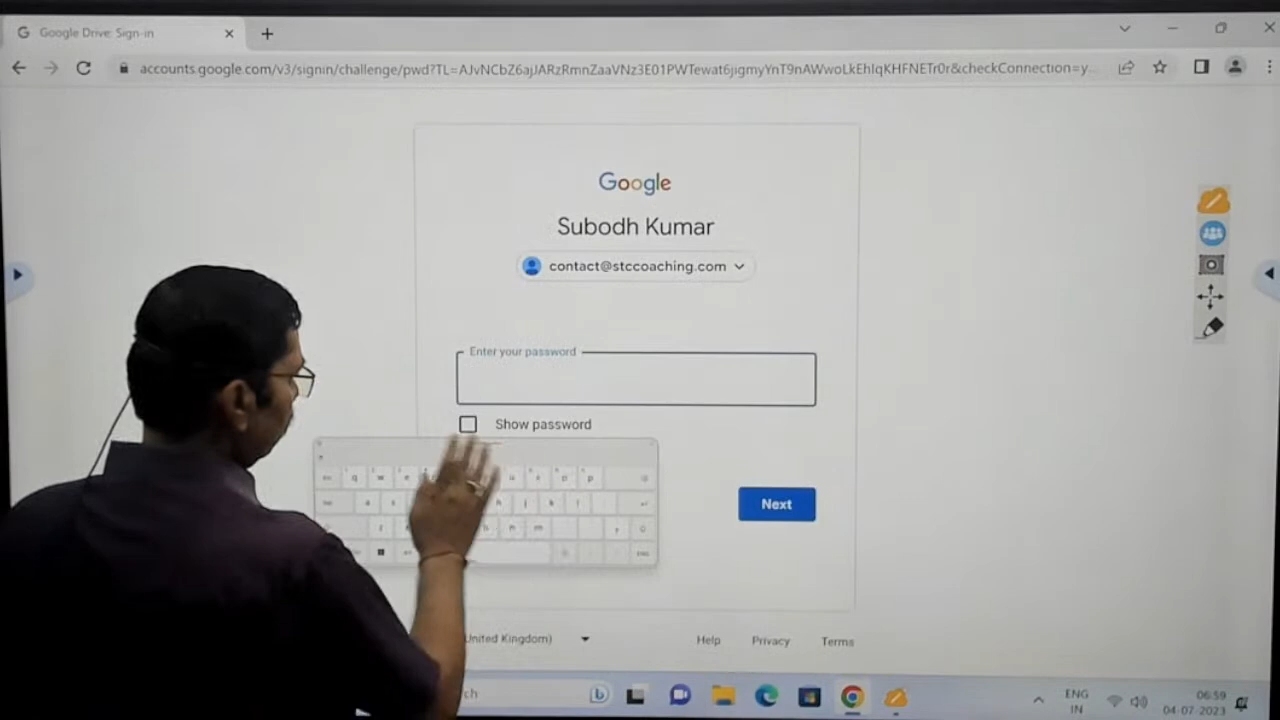 Google Drive: Sign-in
accounts.google.com/v3/signin/challenge/pwd?TL=AJvNCbZ6ajJARzRmnZaaVNz3E01PWTewat6jigmyYnT9nAWwoLkEhIqKHFNETr0r&checkConnection=y...
Google
Subodh Kumar
contact@stccoaching.com
Enter your password
Show password
q w e u p
a s h j k l
n m
Next
United Kingdom)
Help Privacy Terms
ch
ENG
IN
06:59
04-07-2023